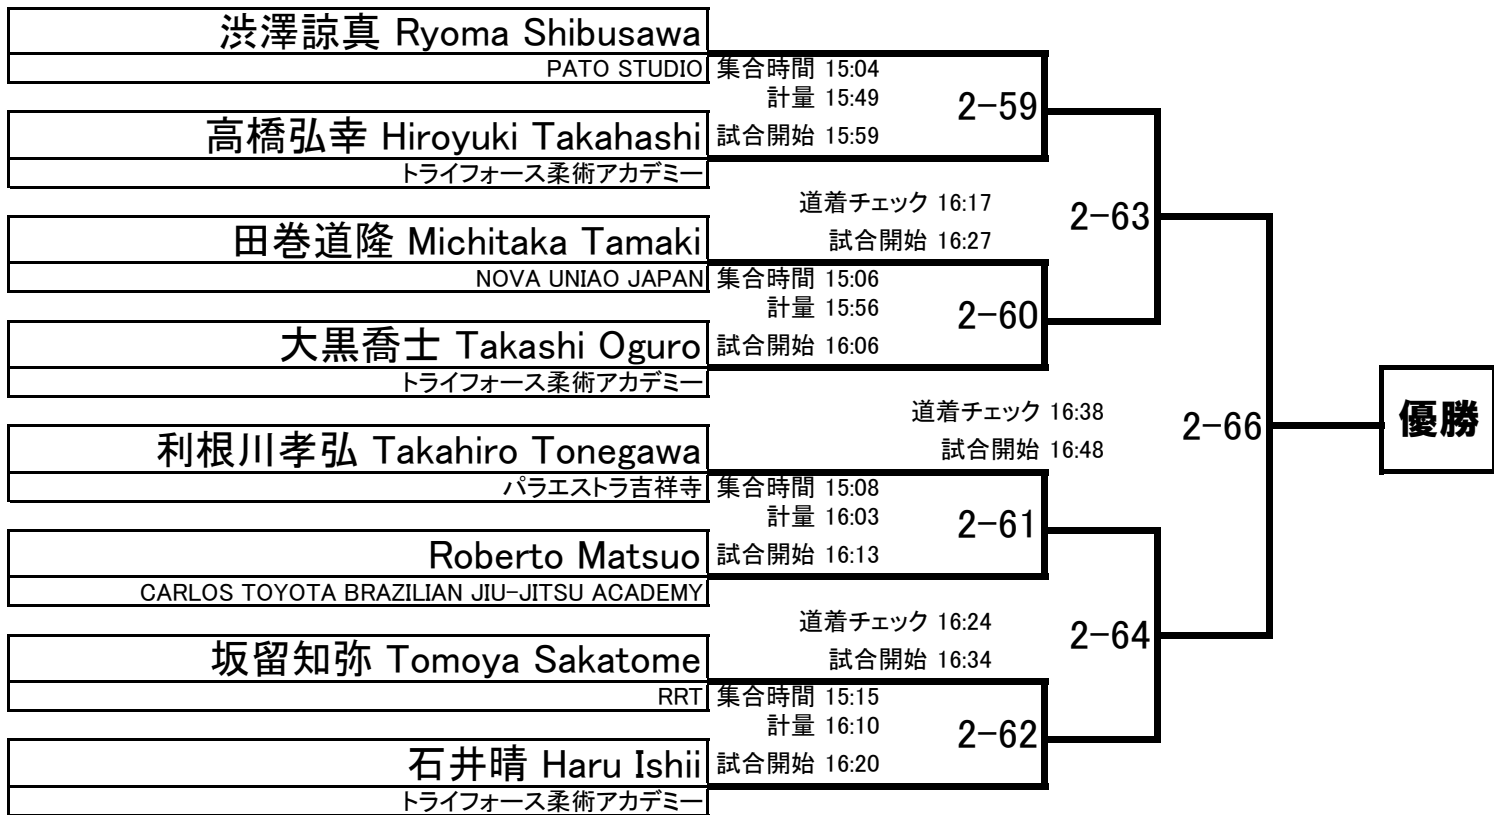 渋澤諒真 Ryoma Shibusawa
PATO STUDIO
集合時間 15:04
計量 15:49
2-59
高橋弘幸 Hiroyuki Takahashi
試合開始 15:59
トライフォース柔術アカデミー
道着チェック 16:17
2-63
試合開始 16:27
田巻道隆 Michitaka Tamaki
NOVA UNIAO JAPAN
集合時間 15:06
計量 15:56
2-60
大黒喬士 Takashi Oguro
試合開始 16:06
トライフォース柔術アカデミー
道着チェック 16:38
2-66
優勝
試合開始 16:48
利根川孝弘 Takahiro Tonegawa
パラエストラ吉祥寺
集合時間 15:08
計量 16:03
2-61
Roberto Matsuo
試合開始 16:13
CARLOS TOYOTA BRAZILIAN JIU-JITSU ACADEMY
道着チェック 16:24
2-64
試合開始 16:34
坂留知弥 Tomoya Sakatome
RRT
集合時間 15:15
計量 16:10
2-62
石井晴 Haru Ishii
試合開始 16:20
トライフォース柔術アカデミー